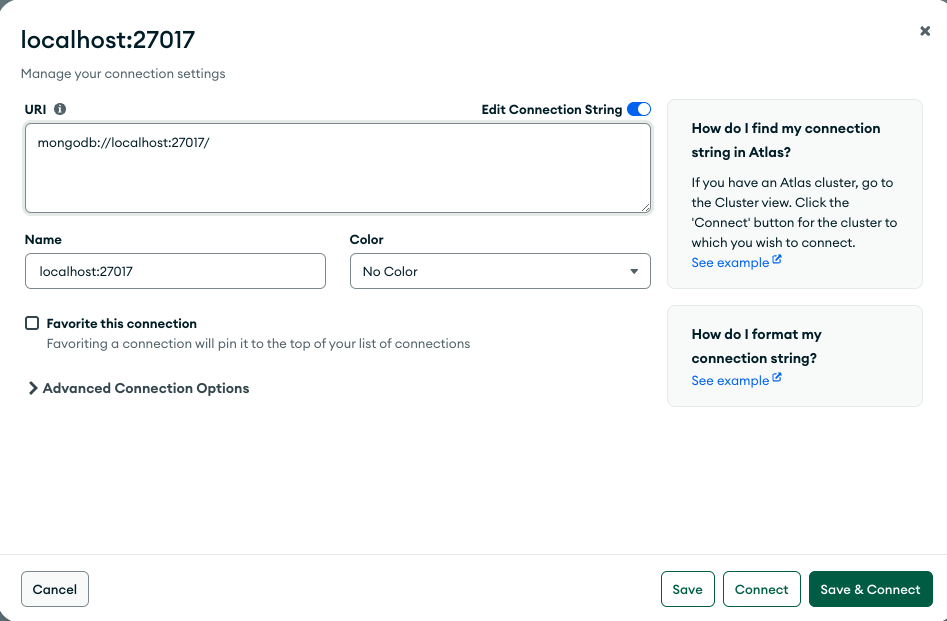 localhost:27017
Manage your connection settings
URI
Edit Connection String
mongodb://localhost:27017/
Name
Color
localhost:27017
No Color
Favorite this connection
Favoriting a connection will pin it to the top of your list of connections
Advanced Connection Options
How do I find my connection
string in Atlas?
If you have an Atlas cluster, go to
the Cluster view. Click the
'Connect' button for the cluster to
which you wish to connect.
See example
How do I format my
connection string?
See example
Cancel
Save
Connect
Save & Connect